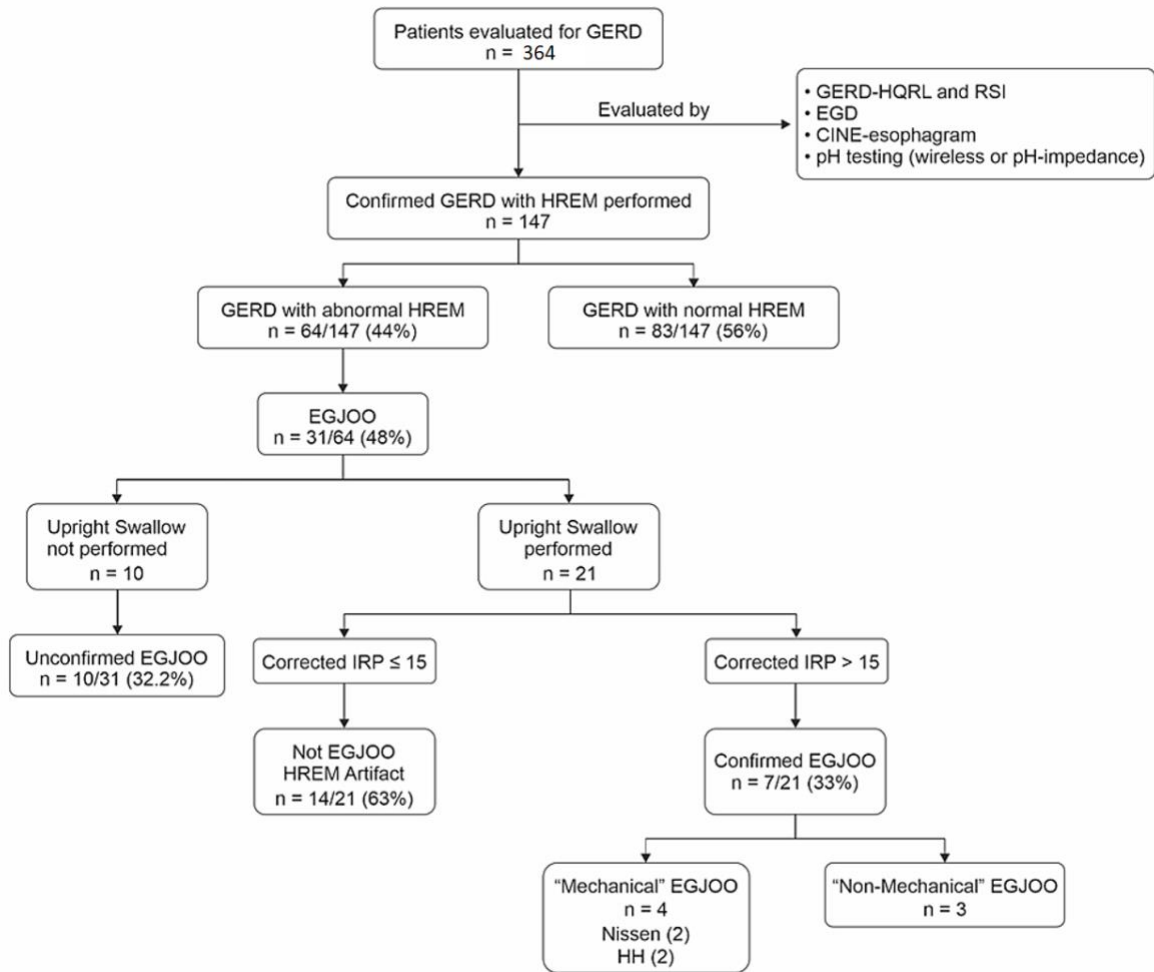 Patients evaluated for GERD
n = 364
Evaluated by
• GERD-HQRL and RSI
• EGD
• CINE-esophagram
• pH testing (wireless or pH-impedance)
Confirmed GERD with HREM performed
n = 147
GERD with abnormal HREM
n = 64/147 (44%)
GERD with normal HREM
n = 83/147 (56%)
EGJOO
n = 31/64 (48%)
Upright Swallow
not performed
n = 10
Upright Swallow
performed
n = 21
Unconfirmed EGJOO
n = 10/31 (32.2%)
Corrected IRP ≤ 15
Corrected IRP > 15
Not EGJOO
HREM Artifact
n = 14/21 (63%)
Confirmed EGJOO
n = 7/21 (33%)
“Mechanical” EGJOO
n = 4
Nissen (2)
HH (2)
“Non-Mechanical” EGJOO
n = 3